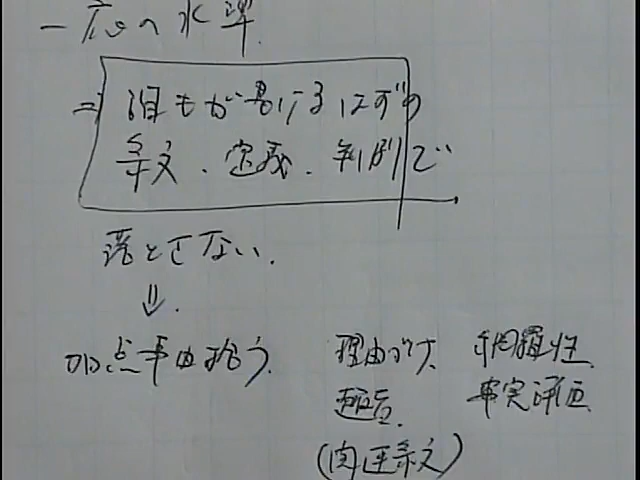 一応の水準
⇒ 誰もが書けるはずの
条文、定義、判例で
落とせない。
⇓
加点事由拾う
理由づけ 網羅性
趣旨 事実評価
(関連条文)